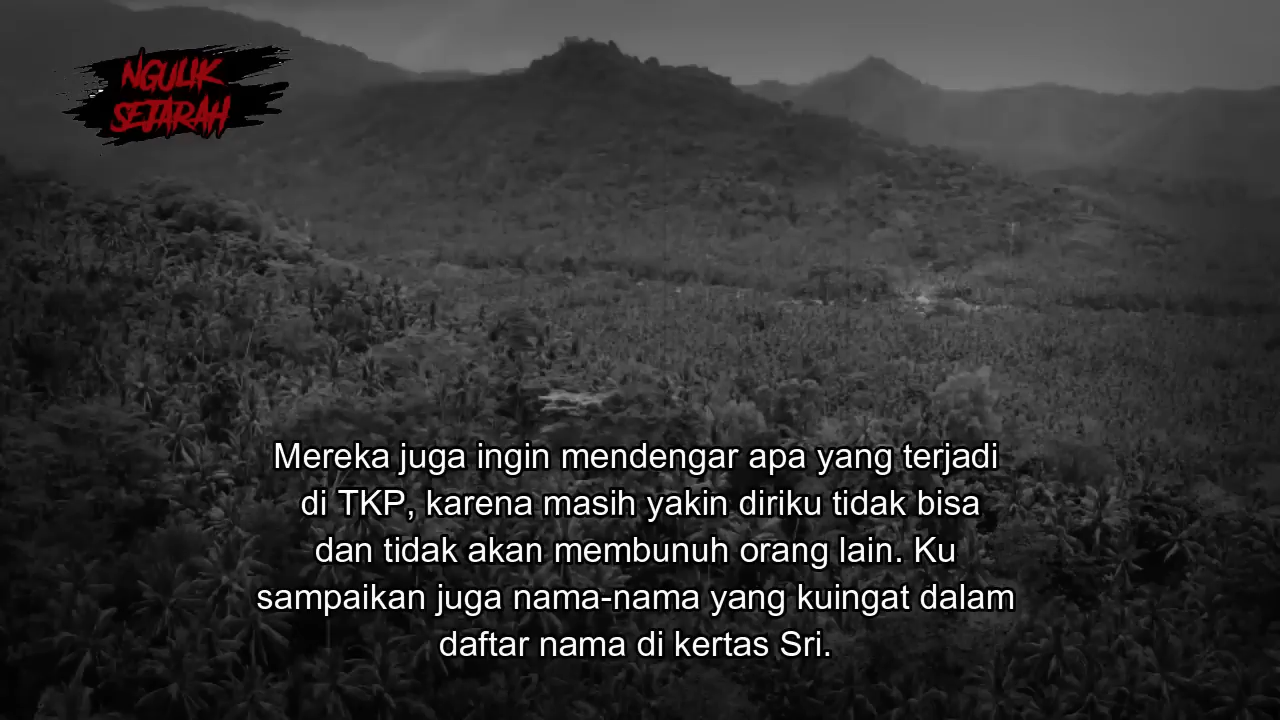 NGULIK
SEJARAH
Mereka juga ingin mendengar apa yang terjadi
di TKP, karena masih yakin diriku tidak bisa
dan tidak akan membunuh orang lain. Ku
sampaikan juga nama-nama yang kuingat dalam
daftar nama di kertas Sri.